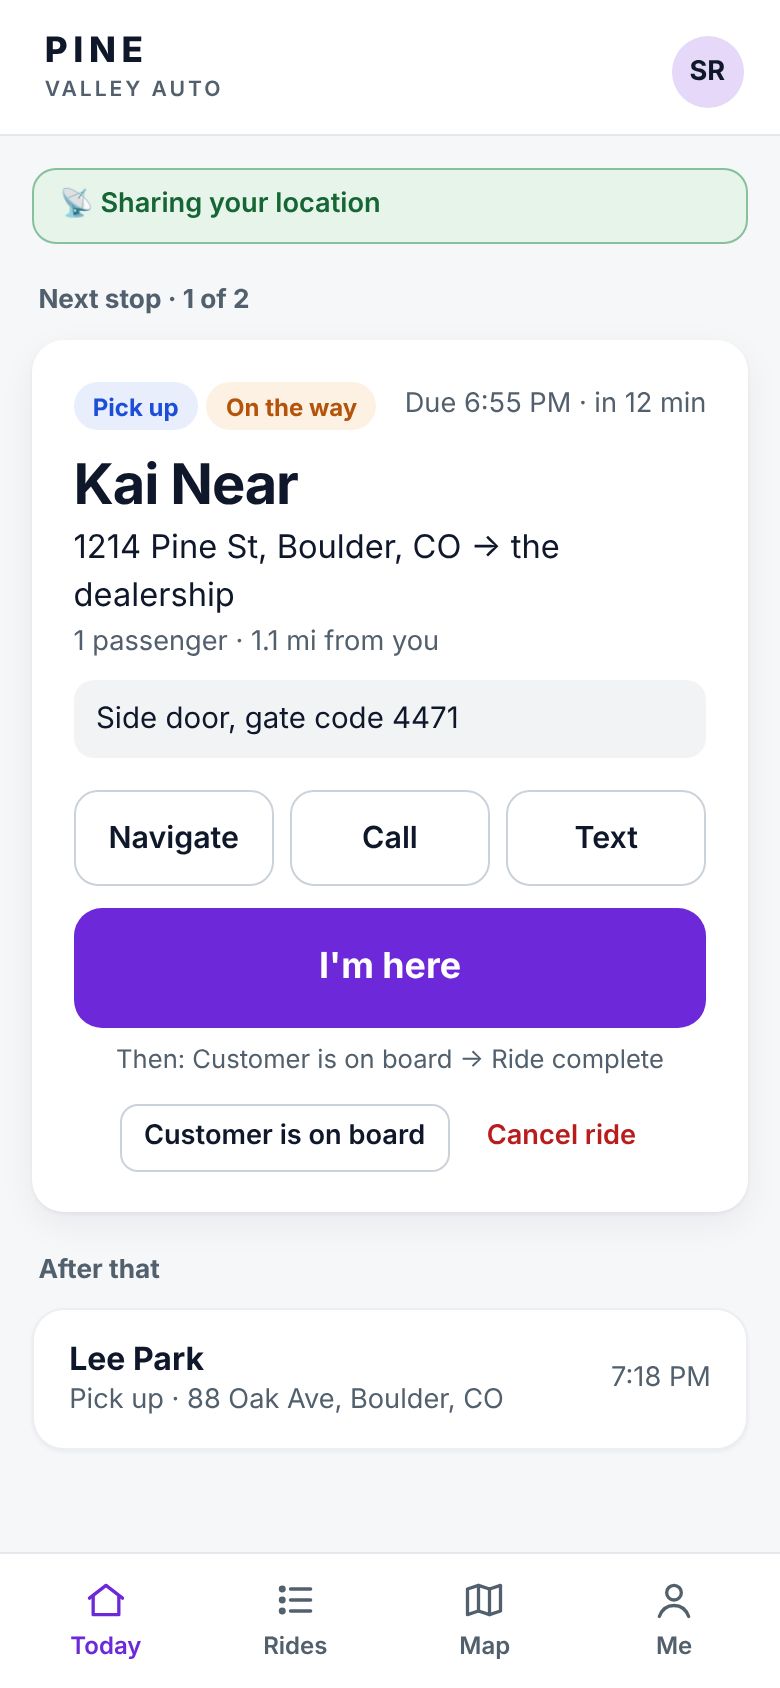 PINE
VALLEY AUTO
SR
📡 Sharing your location
Next stop · 1 of 2
Pick up
On the way
Due 6:55 PM · in 12 min
Kai Near
1214 Pine St, Boulder, CO → the
dealership
1 passenger · 1.1 mi from you
Side door, gate code 4471
Navigate
Call
Text
I'm here
Then: Customer is on board → Ride complete
Customer is on board
Cancel ride
After that
Lee Park
Pick up · 88 Oak Ave, Boulder, CO
7:18 PM
Today
Rides
Map
Me